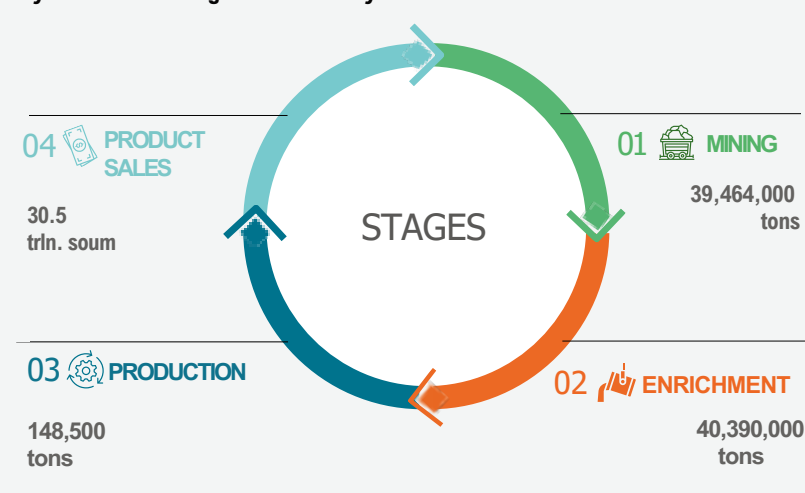 STAGES
01 MINING
39,464,000
tons
02 ENRICHMENT
40,390,000
tons
03 PRODUCTION
148,500
tons
04 PRODUCT
SALES
30.5
trln. soum